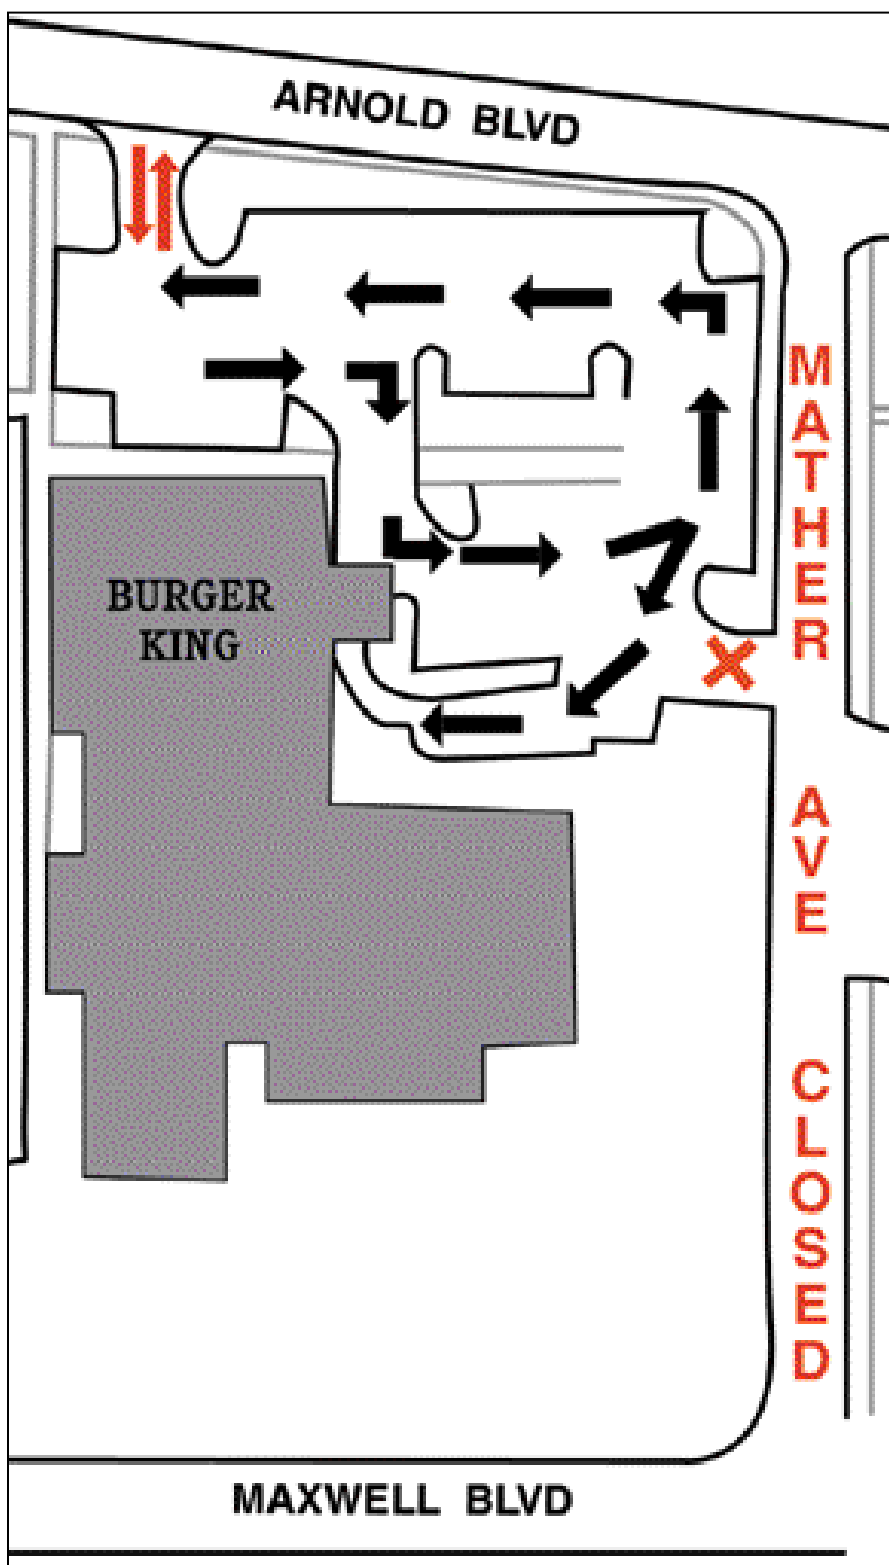 ARNOLD BLVD
MATHER
AVE
CLOSED
BURGER
KING
MAXWELL BLVD